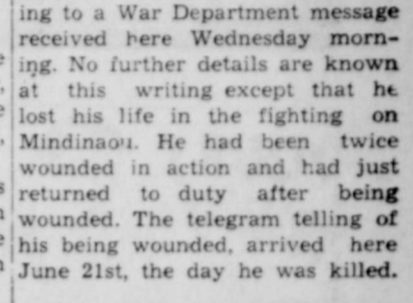 ing to a War Department message
received here Wednesday morn-
ing. No further details are known
at this writing except that he
lost his life in the fighting on
Mindinaou. He had been twice
wounded in action and had just
returned to duty after being
wounded. The telegram telling of
his being wounded, arrived here
June 21st, the day he was killed.